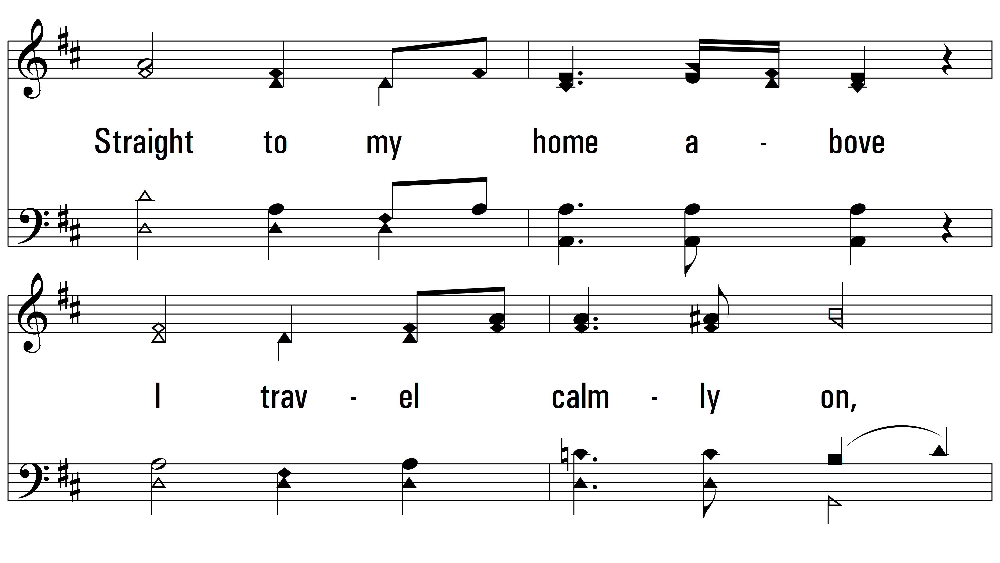 Straight to my home a - bove
I trav - el calm - ly on,